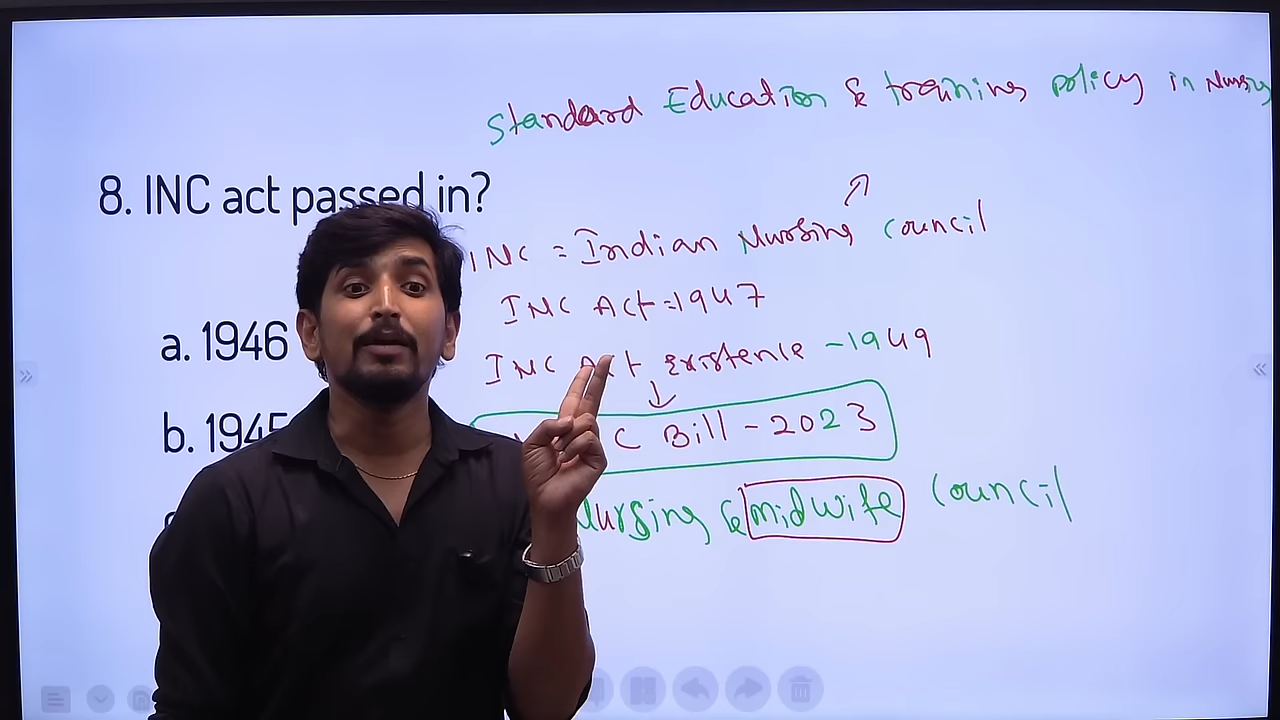 Standard Education & training policy in Nursing
8. INC act passed in?
INC = Indian Nursing Council
INC Act = 1947
a. 1946
INC Act Existence - 1949
b. 1945
C Bill - 2023
Nursing & midwife Council